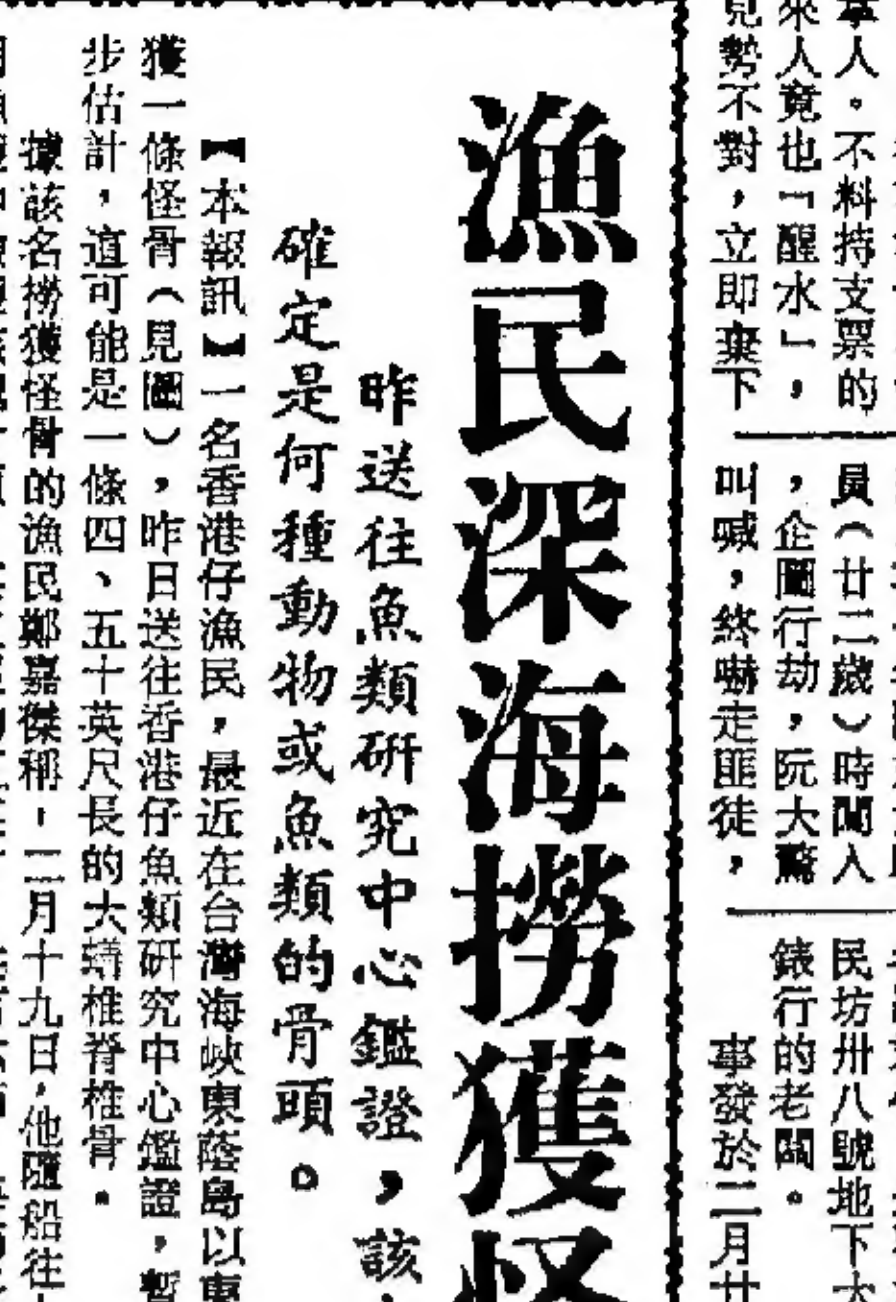 人。不料持支票的
來人竟也「醒水」，
見勢不對，立即棄下
員（廿二歲）時闖入
，企圖行劫，阮大驚
叫喊，終嚇走匪徒，
民坊卅八號地下大
錶行的老闆。
事發於二月廿
漁民深海撈獲怪
昨送往魚類研究中心鑑證，該
確定是何種動物或魚類的骨頭。
【本報訊】一名香港仔漁民，最近在台灣海峽東蔭島以東
獲一條怪骨（見圖），昨日送往香港仔魚類研究中心鑑證，暫
步估計，這可能是一條四、五十英尺長的大椎脊椎骨。
據該名撈獲怪骨的漁民鄭嘉傑稱，二月十九日，他隨船往